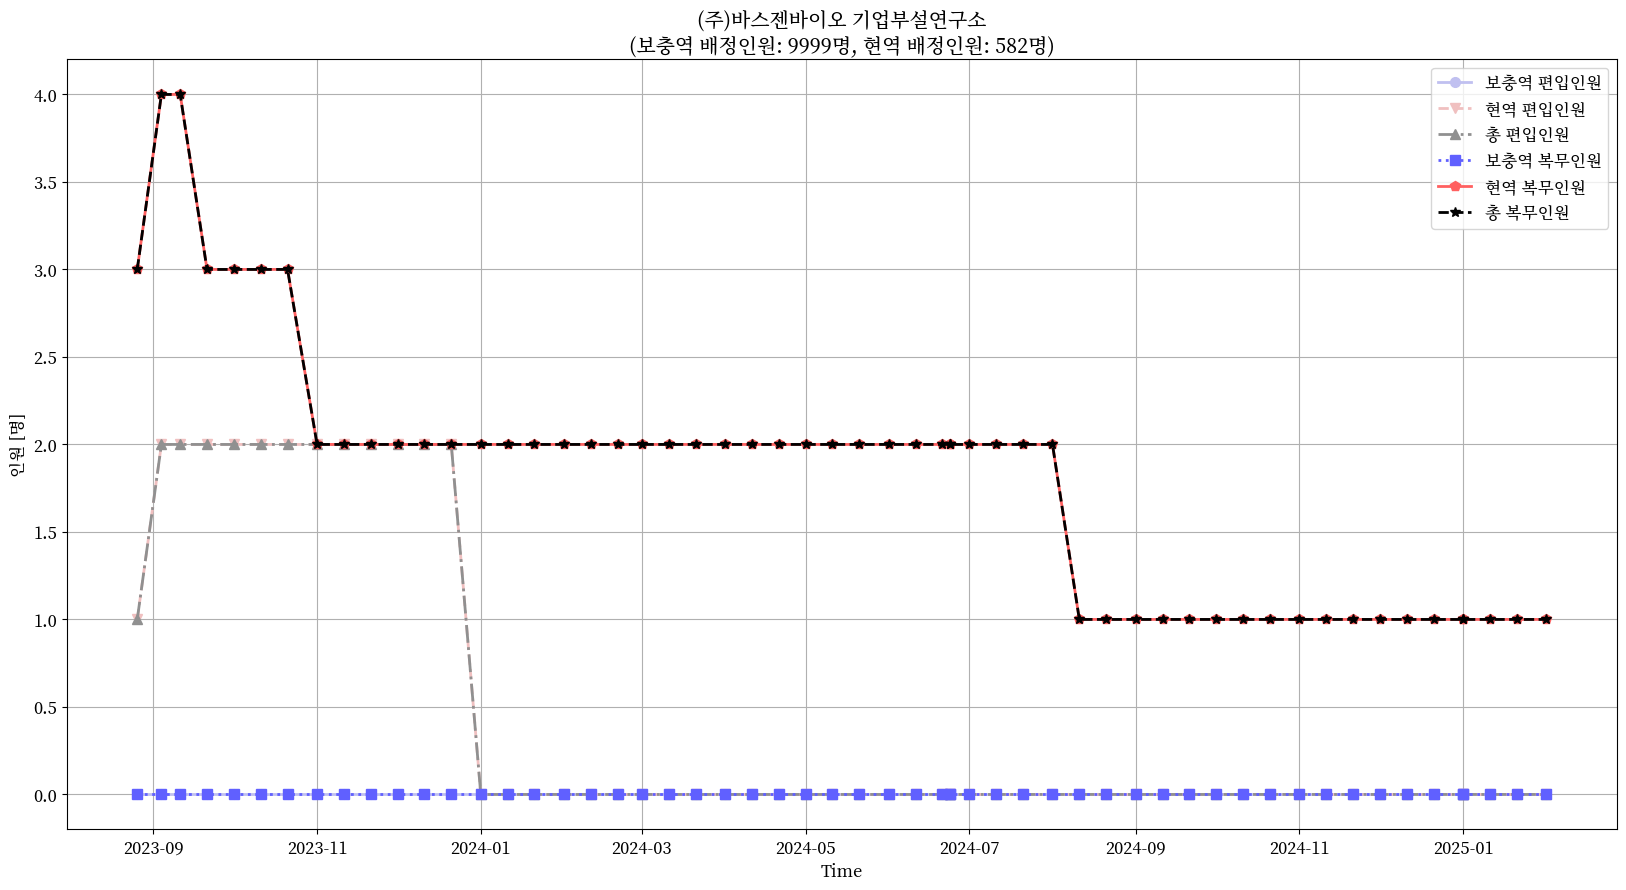 (주)바스젠바이오 기업부설연구소
(보충역 배정인원: 9999명, 현역 배정인원: 582명)
보충역 편입인원
현역 편입인원
총 편입인원
보충역 복무인원
현역 복무인원
총 복무인원
인원 [명]
4.0
3.5
3.0
2.5
2.0
1.5
1.0
0.5
0.0
2023-09
2023-11
2024-01
2024-03
2024-05
2024-07
2024-09
2024-11
2025-01
Time